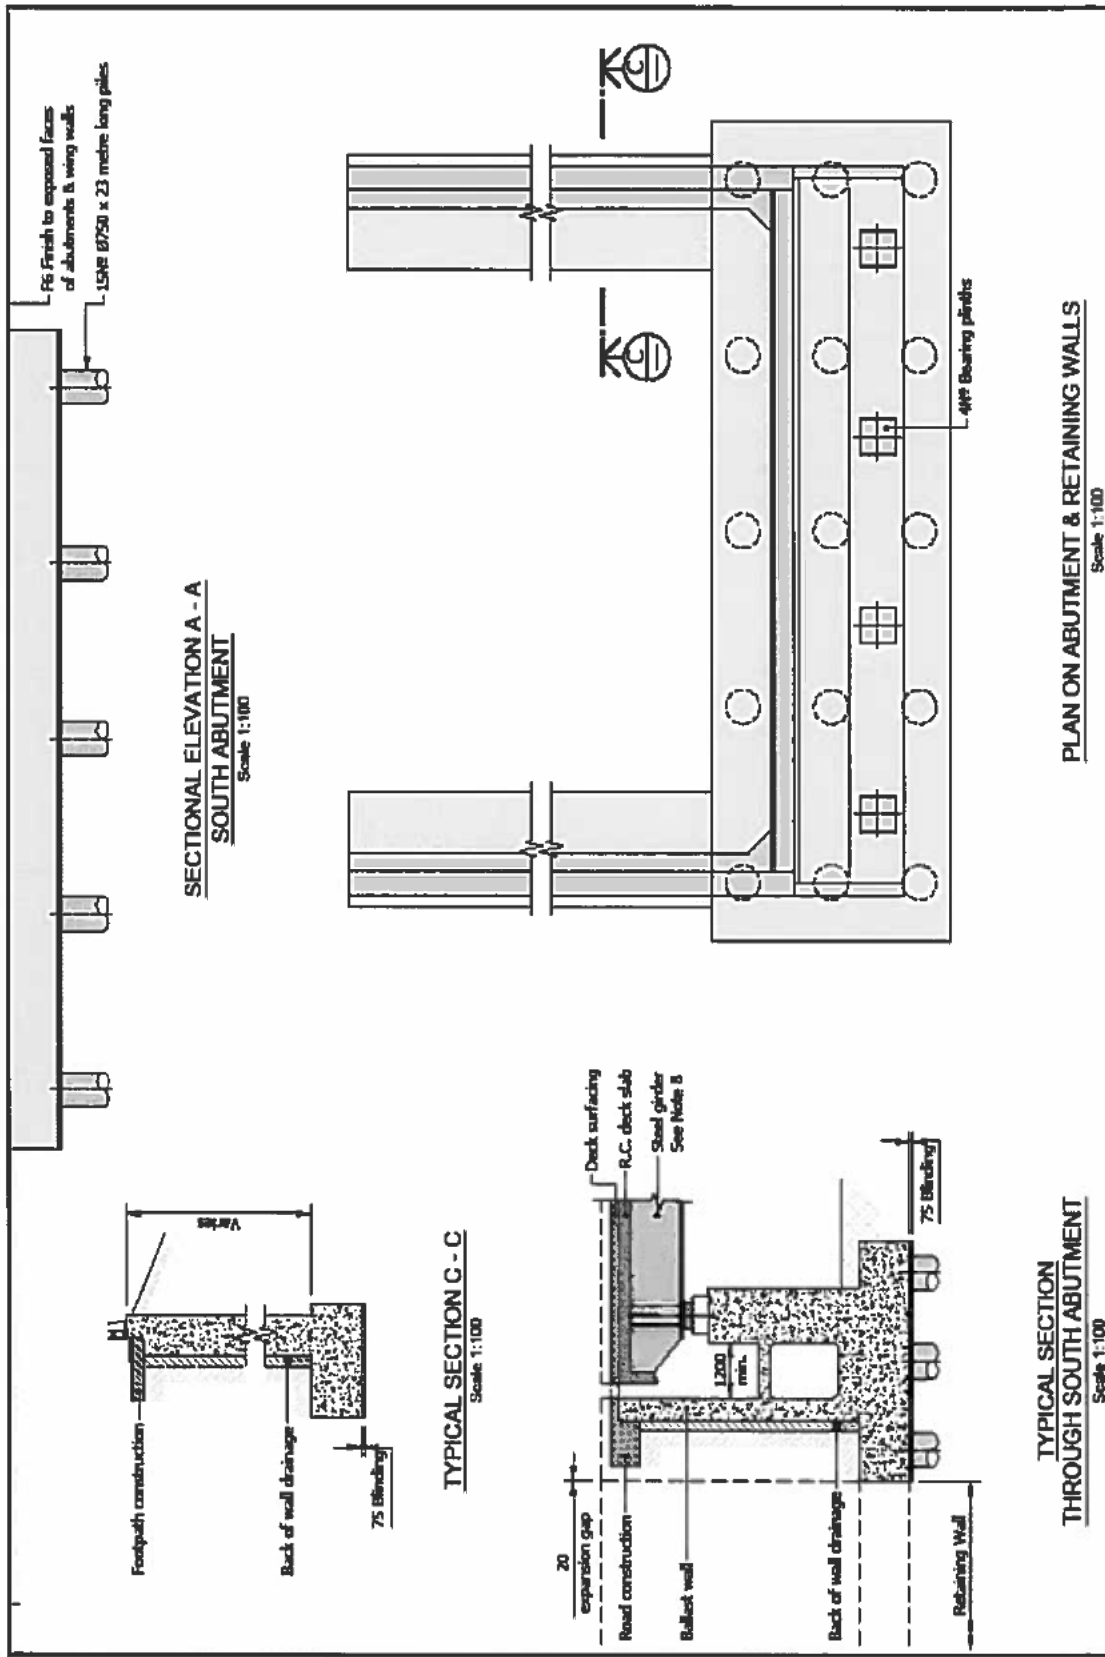 F6 Finish to exposed faces
of abutments & wing walls
15Nº Ø750 x 23 metre long piles
SECTIONAL ELEVATION A - A
SOUTH ABUTMENT
Scale 1:100
Varies
Footpath construction
Back of wall drainage
75 Blinding
TYPICAL SECTION C - C
Scale 1:100
C
C
4Nº Bearing plinths
PLAN ON ABUTMENT & RETAINING WALLS
Scale 1:100
Deck surfacing
R.C. deck slab
Steel girder
See Note 8
20
expansion gap
Road construction
1200
min.
Ballast wall
Back of wall drainage
75 Blinding
Retaining Wall
TYPICAL SECTION
THROUGH SOUTH ABUTMENT
Scale 1:100